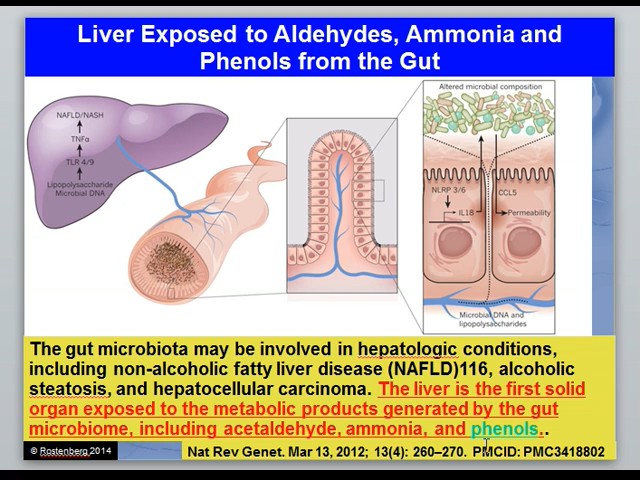 Liver Exposed to Aldehydes, Ammonia and
Phenols from the Gut
Altered microbial composition
NAFLD/NASH
TNFα
TLR 4/9
Lipopolysaccharide
Microbial DNA
NLRP 3/6
IL18
CCL5
Permeability
Microbial DNA and
lipopolysaccharides
The gut microbiota may be involved in hepatologic conditions,
including non-alcoholic fatty liver disease (NAFLD)116, alcoholic
steatosis, and hepatocellular carcinoma. The liver is the first solid
organ exposed to the metabolic products generated by the gut
microbiome, including acetaldehyde, ammonia, and phenols..
© Rostenberg 2014
Nat Rev Genet. Mar 13, 2012; 13(4): 260–270. PMCID: PMC3418802